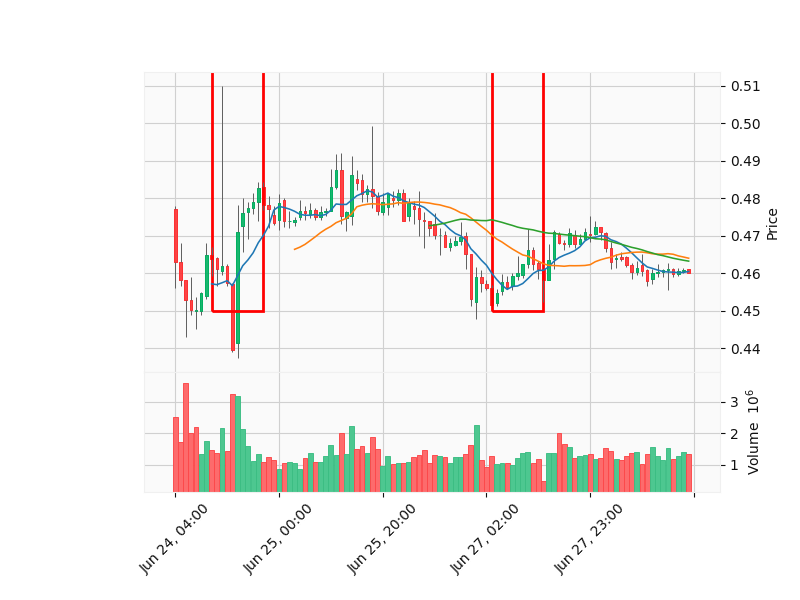 0.51
0.50
0.49
0.48
0.47
0.46
0.45
0.44
Price
3
2
1
Volume 10^6
Jun 24, 04:00
Jun 25, 00:00
Jun 25, 20:00
Jun 27, 02:00
Jun 27, 23:00